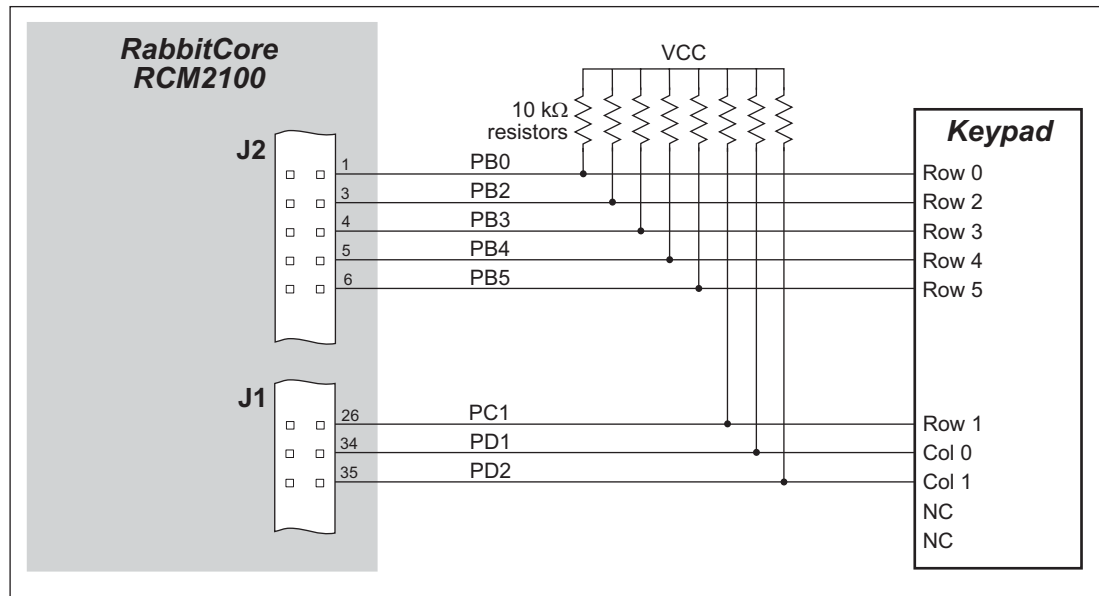 RabbitCore
RCM2100
VCC
10 kΩ
resistors
Keypad
J2
1 PB0 Row 0
3 PB2 Row 2
4 PB3 Row 3
5 PB4 Row 4
6 PB5 Row 5
J1
26 PC1 Row 1
34 PD1 Col 0
35 PD2 Col 1
NC
NC